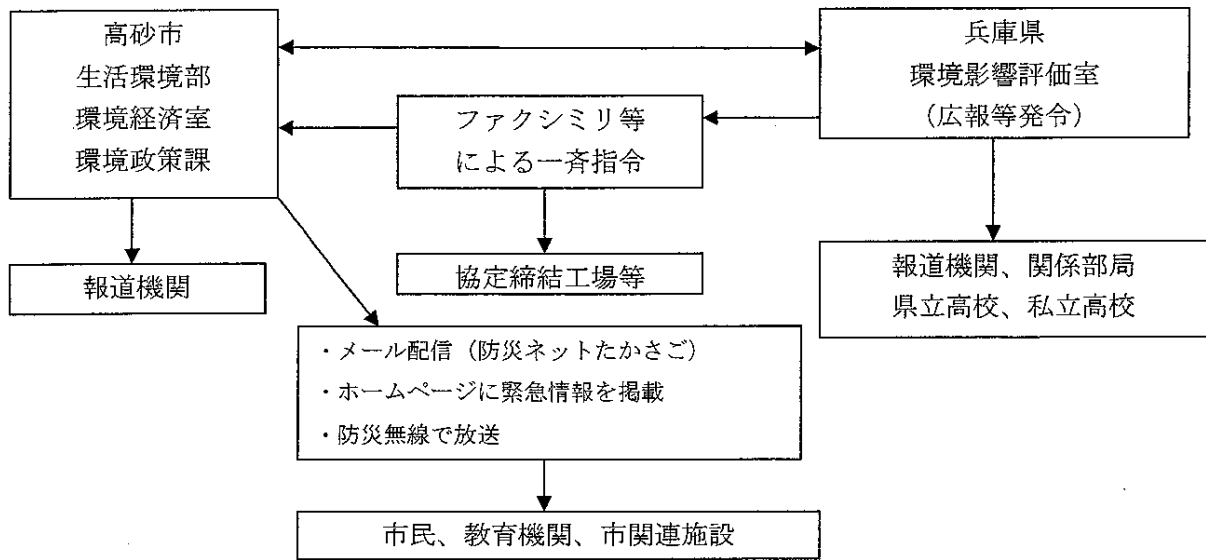 高砂市
生活環境部
環境経済室
環境政策課
兵庫県
環境影響評価室
（広報等発令）
ファクシミリ等
による一斉指令
報道機関
協定締結工場等
報道機関、関係部局
県立高校、私立高校
・メール配信（防災ネットたかさご）
・ホームページに緊急情報を掲載
・防災無線で放送
市民、教育機関、市関連施設